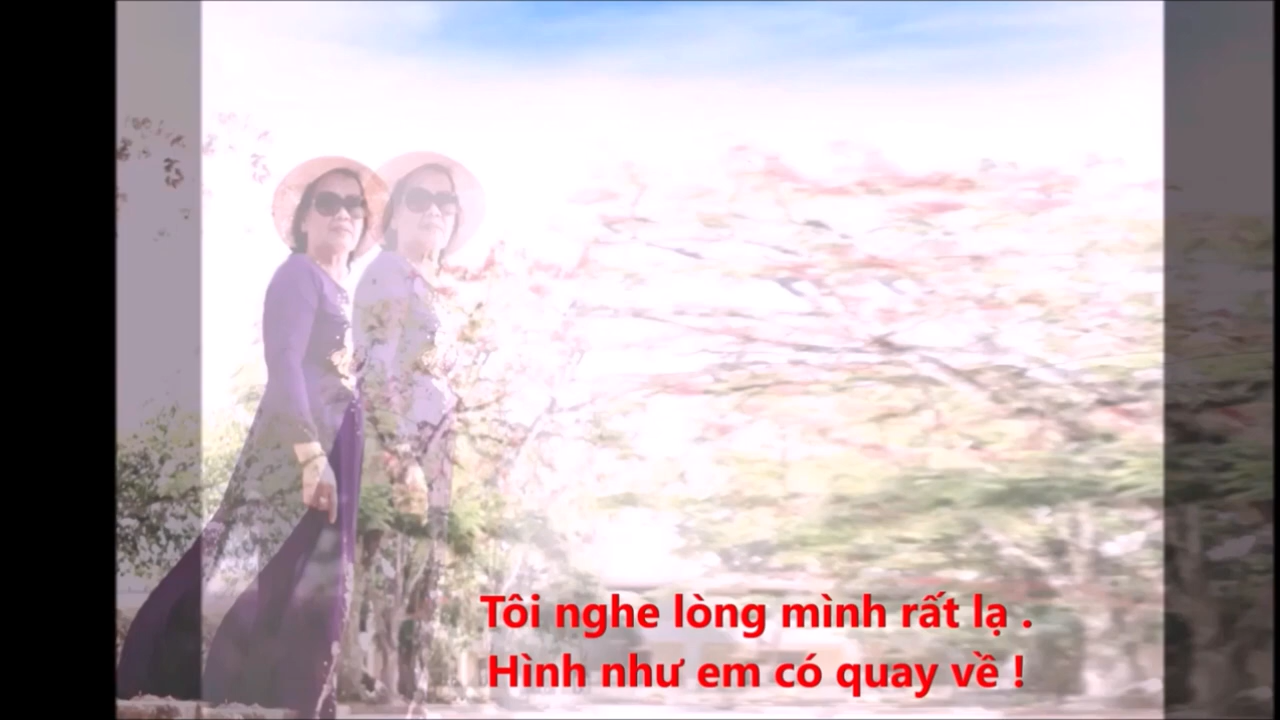 Tôi nghe lòng mình rất lạ .
Hình như em có quay về !